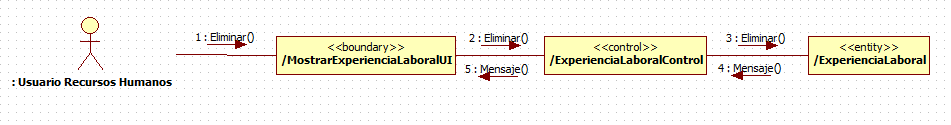 1 : Eliminar()
2 : Eliminar()
3 : Eliminar()
<<boundary>>
/MostrarExperienciaLaboralUI
<<control>>
/ExperienciaLaboralControl
<<entity>>
/ExperienciaLaboral
5 : Mensaje()
4 : Mensaje()
: Usuario Recursos Humanos